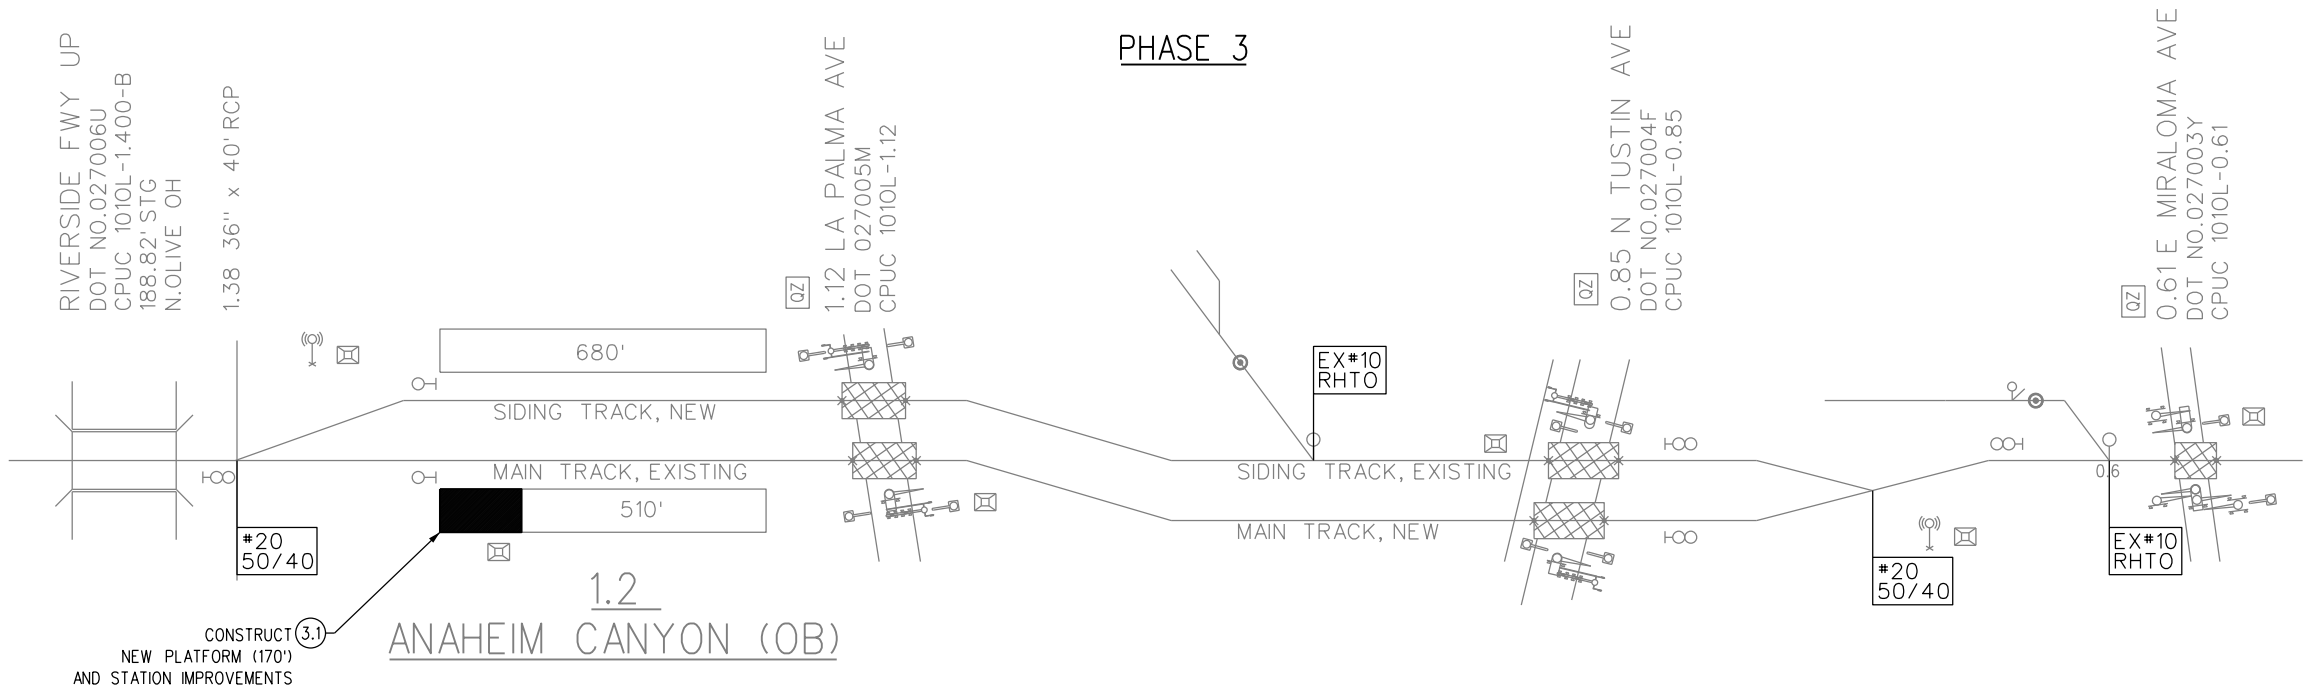 PHASE 3
RIVERSIDE FWY UP
DOT NO.027006U
CPUC 101OL-1.400-B
188.82' STG
N.OLIVE OH
1.38 36" x 40' RCP
QZ
1.12 LA PALMA AVE
DOT 027005M
CPUC 101OL-1.12
QZ
0.85 N TUSTIN AVE
DOT NO.027004F
CPUC 101OL-0.85
QZ
0.61 E MIRALOMA AVE
DOT NO.027003Y
CPUC 101OL-0.61
680'
EX#10
RHTO
SIDING TRACK, NEW
MAIN TRACK, EXISTING
SIDING TRACK, EXISTING
0.6
510'
MAIN TRACK, NEW
#20
50/40
EX#10
RHTO
#20
50/40
1.2
ANAHEIM CANYON (OB)
CONSTRUCT 3.1
NEW PLATFORM (170')
AND STATION IMPROVEMENTS